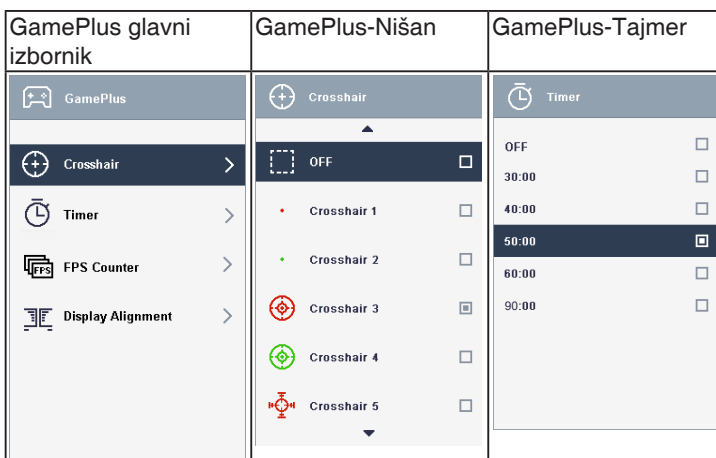 GamePlus glavni
izbornik
GamePlus-Nišan
GamePlus-Tajmer
GamePlus
Crosshair
Timer
FPS
FPS Counter
Display Alignment
Crosshair
OFF
Crosshair 1
Crosshair 2
Crosshair 3
Crosshair 4
Crosshair 5
Timer
OFF
30:00
40:00
50:00
60:00
90:00